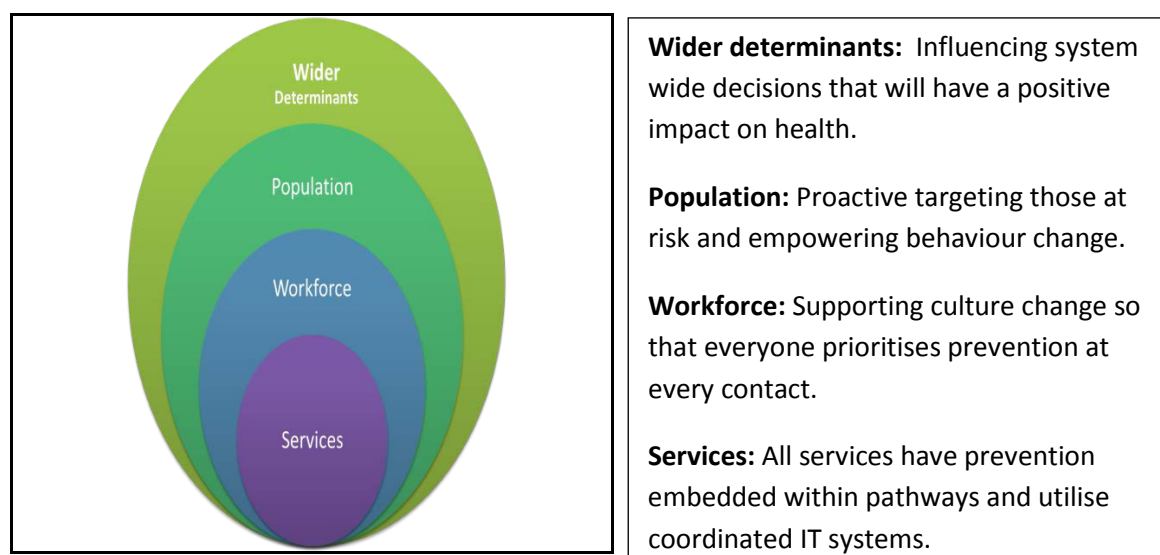 Wider
Determinants
Population
Workforce
Services
Wider determinants:  Influencing system
wide decisions that will have a positive
impact on health.
Population: Proactive targeting those at
risk and empowering behaviour change.
Workforce: Supporting culture change so
that everyone prioritises prevention at
every contact.
Services: All services have prevention
embedded within pathways and utilise
coordinated IT systems.